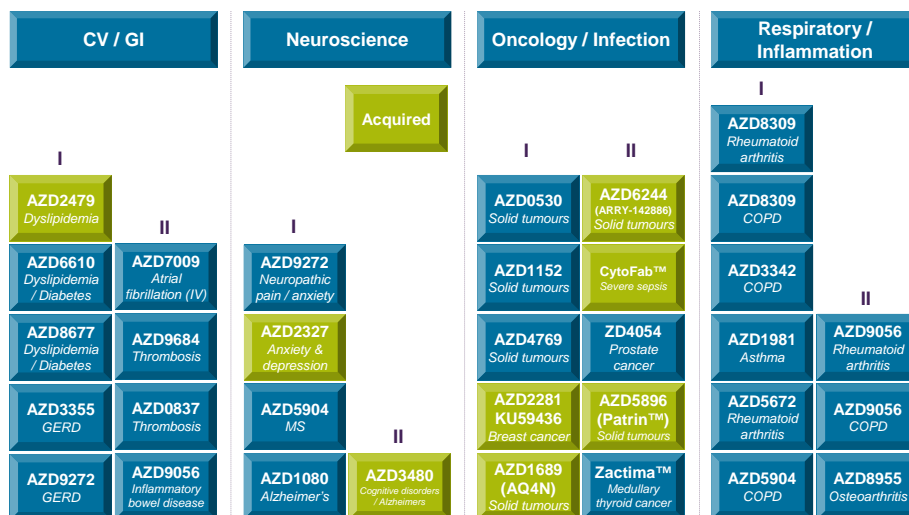 CV / GI
I
AZD2479
Dyslipidemia
AZD6610
Dyslipidemia
/ Diabetes
AZD8677
Dyslipidemia
/ Diabetes
AZD3355
GERD
AZD9272
GERD
II
AZD7009
Atrial
fibrillation (IV)
AZD9684
Thrombosis
AZD0837
Thrombosis
AZD9056
Inflammatory
bowel disease
Neuroscience
Acquired
I
AZD9272
Neuropathic
pain / anxiety
AZD2327
Anxiety &
depression
AZD5904
MS
AZD1080
Alzheimer's
II
AZD3480
Cognitive disorders
/ Alzheimers
Oncology / Infection
I
AZD0530
Solid tumours
AZD1152
Solid tumours
AZD4769
Solid tumours
AZD2281
KU59436
Breast cancer
AZD1689
(AQ4N)
Solid tumours
II
AZD6244
(ARRY-142886)
Solid tumours
CytoFab™
Severe sepsis
ZD4054
Prostate
cancer
AZD5896
(Patrin™)
Solid tumours
Zactima™
Medullary
thyroid cancer
Respiratory /
Inflammation
I
AZD8309
Rheumatoid
arthritis
AZD8309
COPD
AZD3342
COPD
AZD1981
Asthma
AZD5672
Rheumatoid
arthritis
AZD5904
COPD
II
AZD9056
Rheumatoid
arthritis
AZD9056
COPD
AZD8955
Osteoarthritis